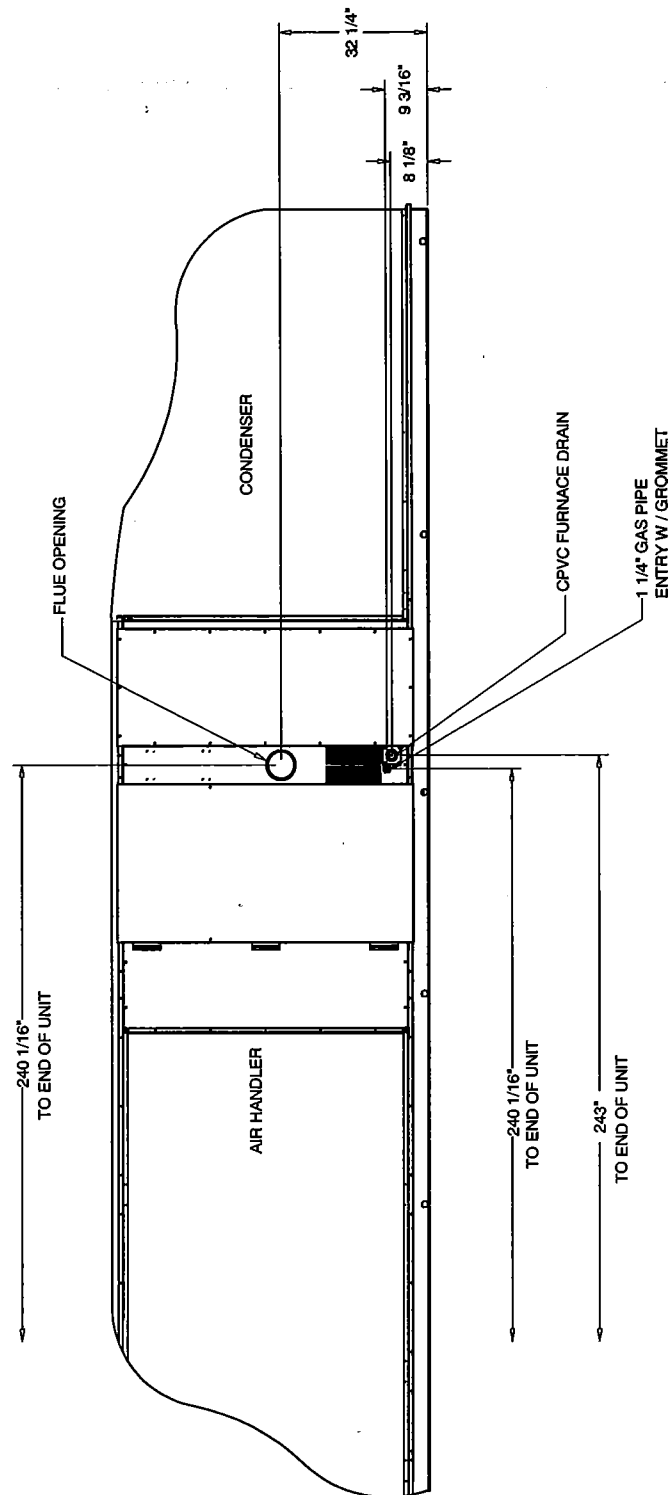 240 1/16"
TO END OF UNIT
FLUE OPENING
AIR HANDLER
CONDENSER
32 1/4"
9 3/16"
8 1/8"
CPVC FURNACE DRAIN
1 1/4" GAS PIPE
ENTRY W / GROMMET
240 1/16"
TO END OF UNIT
243"
TO END OF UNIT